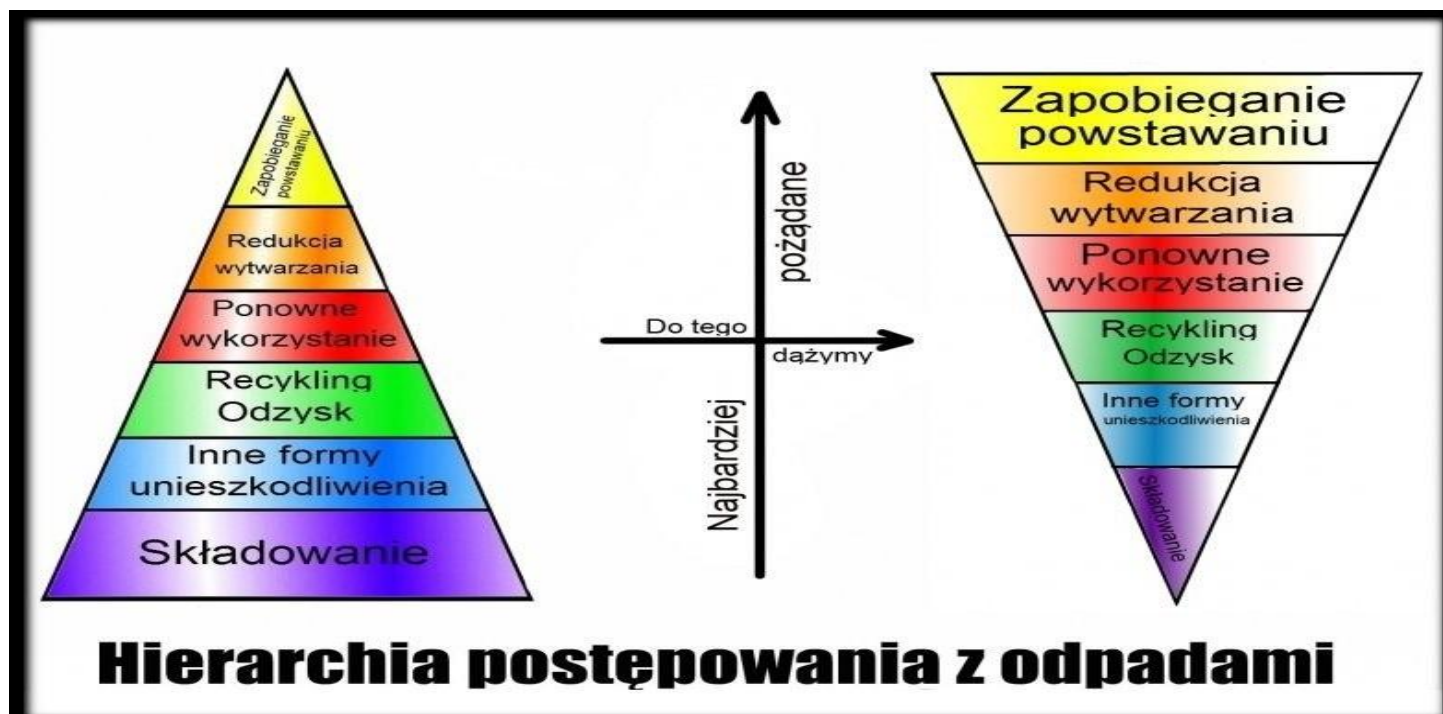 Zapobieganie
powstawaniu
Redukcja
wytwarzania
Ponowne
wykorzystanie
Recykling
Odzysk
Inne formy
unieszkodliwienia
Składowanie
Najbardziej pożądane
Do tego
dążymy
Zapobieganie
powstawaniu
Redukcja
wytwarzania
Ponowne
wykorzystanie
Recykling
Odzysk
Inne formy
unieszkodliwienia
Składowanie
Hierarchia postępowania z odpadami